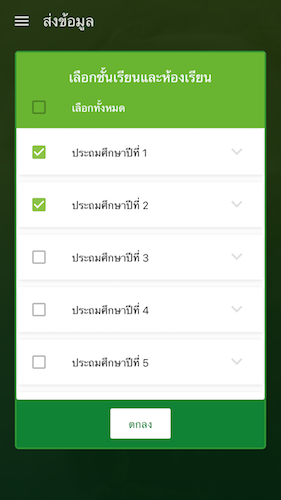 ส่งข้อมูล
เลือกชั้นเรียนและห้องเรียน
เลือกทั้งหมด
ประถมศึกษาปีที่ 1
ประถมศึกษาปีที่ 2
ประถมศึกษาปีที่ 3
ประถมศึกษาปีที่ 4
ประถมศึกษาปีที่ 5
ตกลง